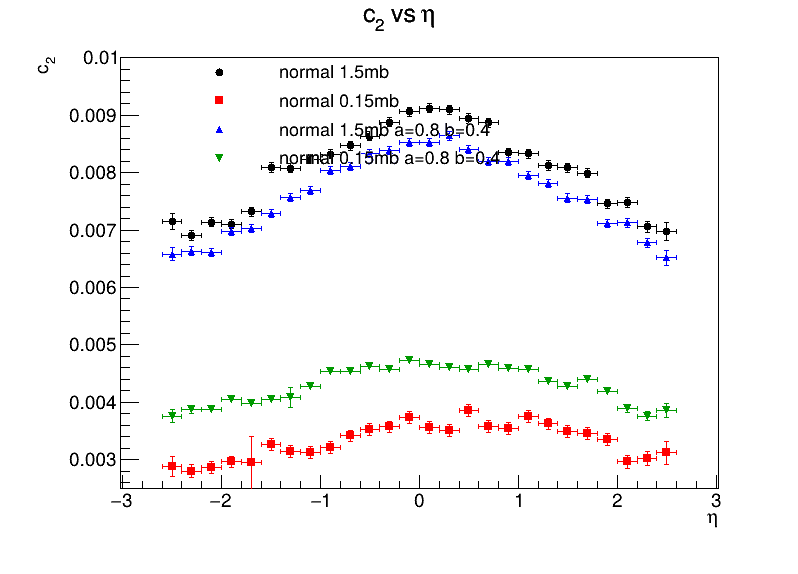 c2 vs η
c2
0.01
0.009
0.008
0.007
0.006
0.005
0.004
0.003
normal 1.5mb
normal 0.15mb
normal 1.5mb a=0.8 b=0.4
normal 0.15mb a=0.8 b=0.4
−3 −2 −1 0 1 2 3
η